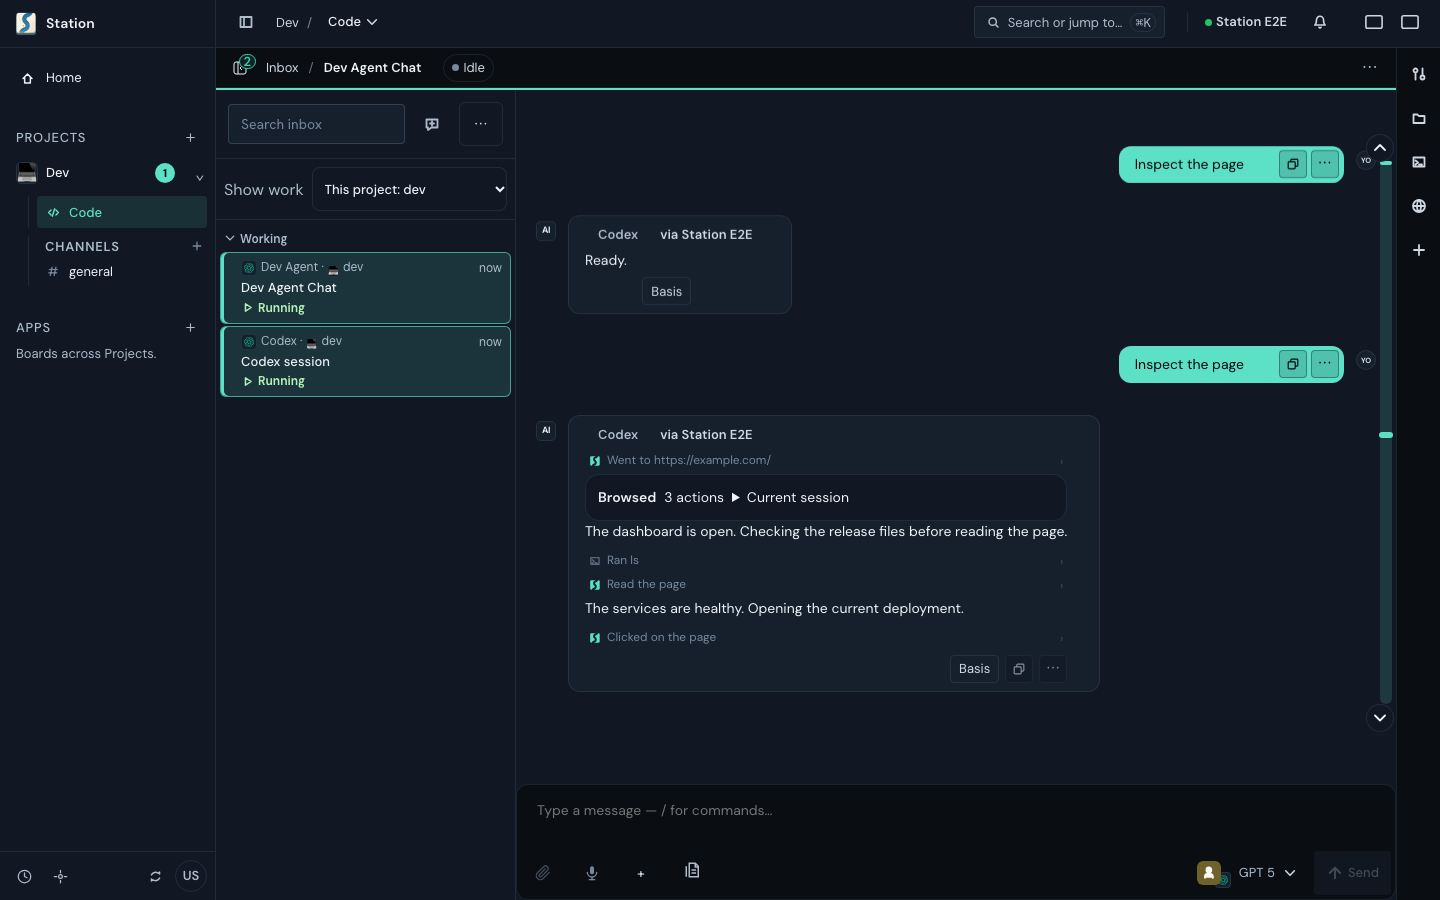 Station
Dev / Code
Search or jump to... ⌘K
Station E2E
Home
PROJECTS
Dev 1
Code
CHANNELS
# general
APPS
Boards across Projects.
US
2
Inbox / Dev Agent Chat
Idle
Search inbox
Show work
This project: dev
Working
Dev Agent · dev now
Dev Agent Chat
Running
Codex · dev now
Codex session
Running
Inspect the page
YO
AI
Codex via Station E2E
Ready.
Basis
Inspect the page
YO
AI
Codex via Station E2E
Went to https://example.com/
Browsed 3 actions ▶ Current session
The dashboard is open. Checking the release files before reading the page.
Ran ls
Read the page
The services are healthy. Opening the current deployment.
Clicked on the page
Basis
Type a message — / for commands...
GPT 5
Send